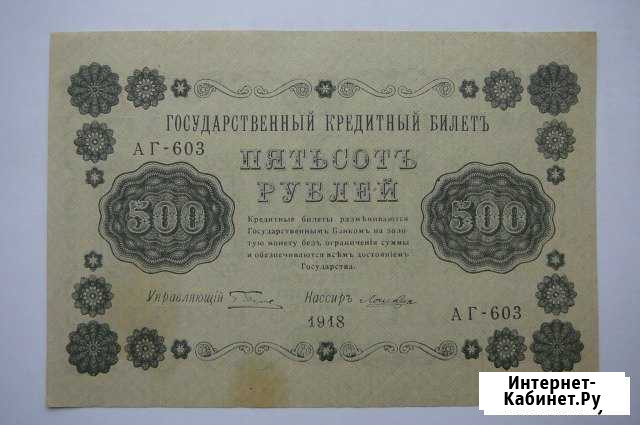 ГОСУДАРСТВЕННЫЙ КРЕДИТНЫЙ БИЛЕТЪ
АГ-603
ПЯТЬСОТЪ
РУБЛЕЙ
500
500
Кредитные билеты размѣниваются
Государственнымъ Банкомъ на золо-
тую монету безъ ограниченія суммы
и обезпечиваются всѣмъ достояніемъ
Государства.
Управляющій
Кассиръ
1918
АГ-603
Интернет-
Кабинет.Ру